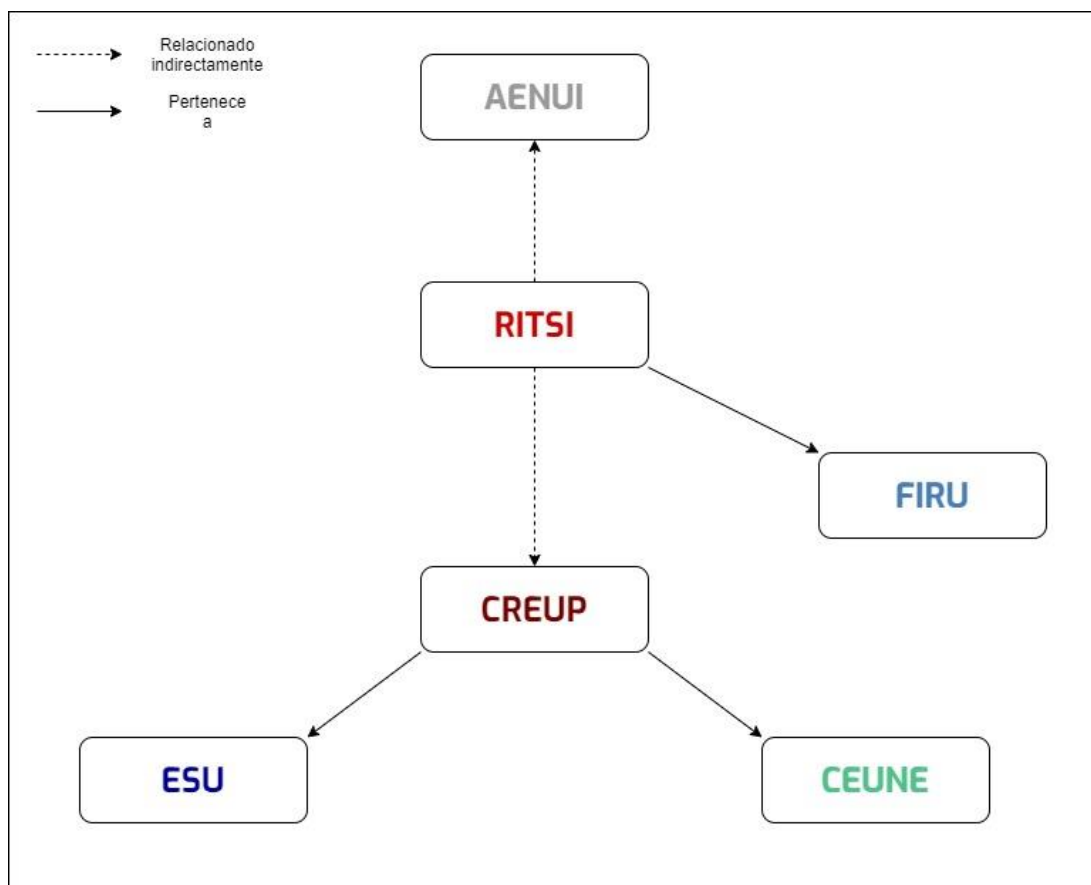 Relacionado
indirectamente
Pertenece
a
AENUI
RITSI
FIRU
CREUP
ESU
CEUNE